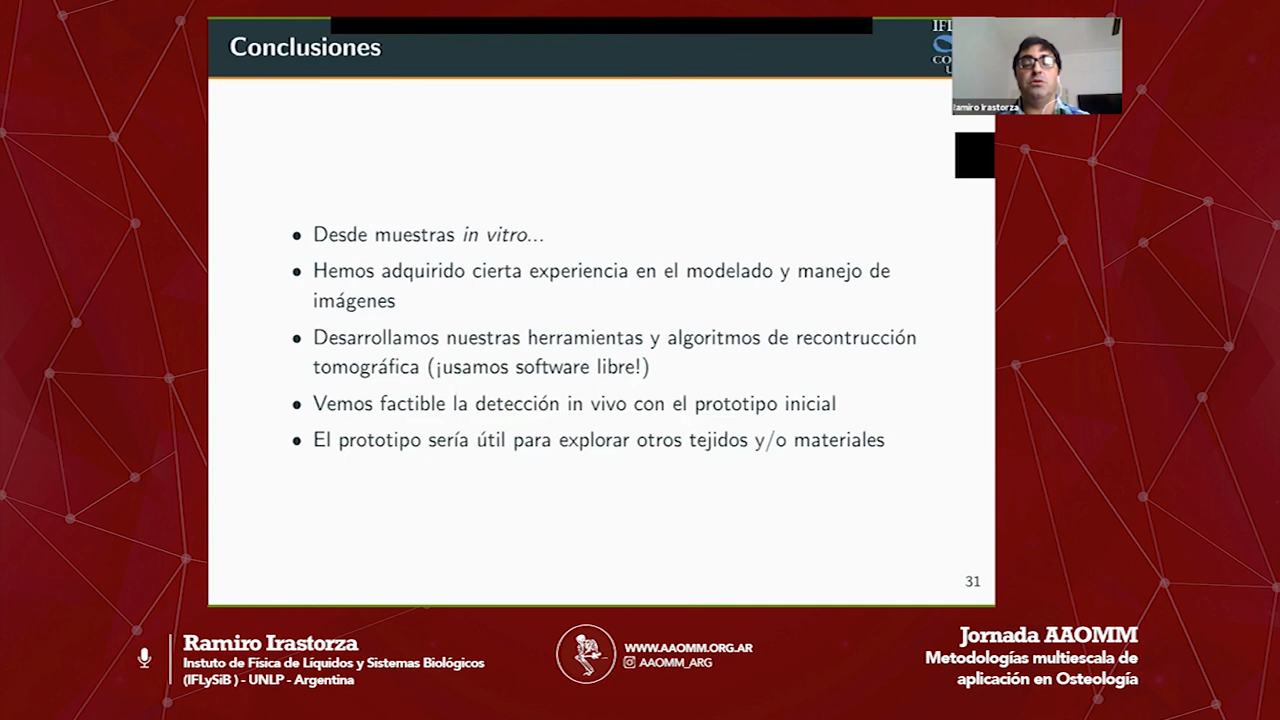 Conclusiones
Ramiro Irastorza
• Desde muestras in vitro...
• Hemos adquirido cierta experiencia en el modelado y manejo de
imágenes
• Desarrollamos nuestras herramientas y algoritmos de recontrucción
tomográfica (¡usamos software libre!)
• Vemos factible la detección in vivo con el prototipo inicial
• El prototipo sería útil para explorar otros tejidos y/o materiales
31
Ramiro Irastorza
Instuto de Física de Líquidos y Sistemas Biológicos
(IFLySiB ) - UNLP - Argentina
WWW.AAOMM.ORG.AR
AAOMM_ARG
Jornada AAOMM
Metodologías multiescala de
aplicación en Osteología